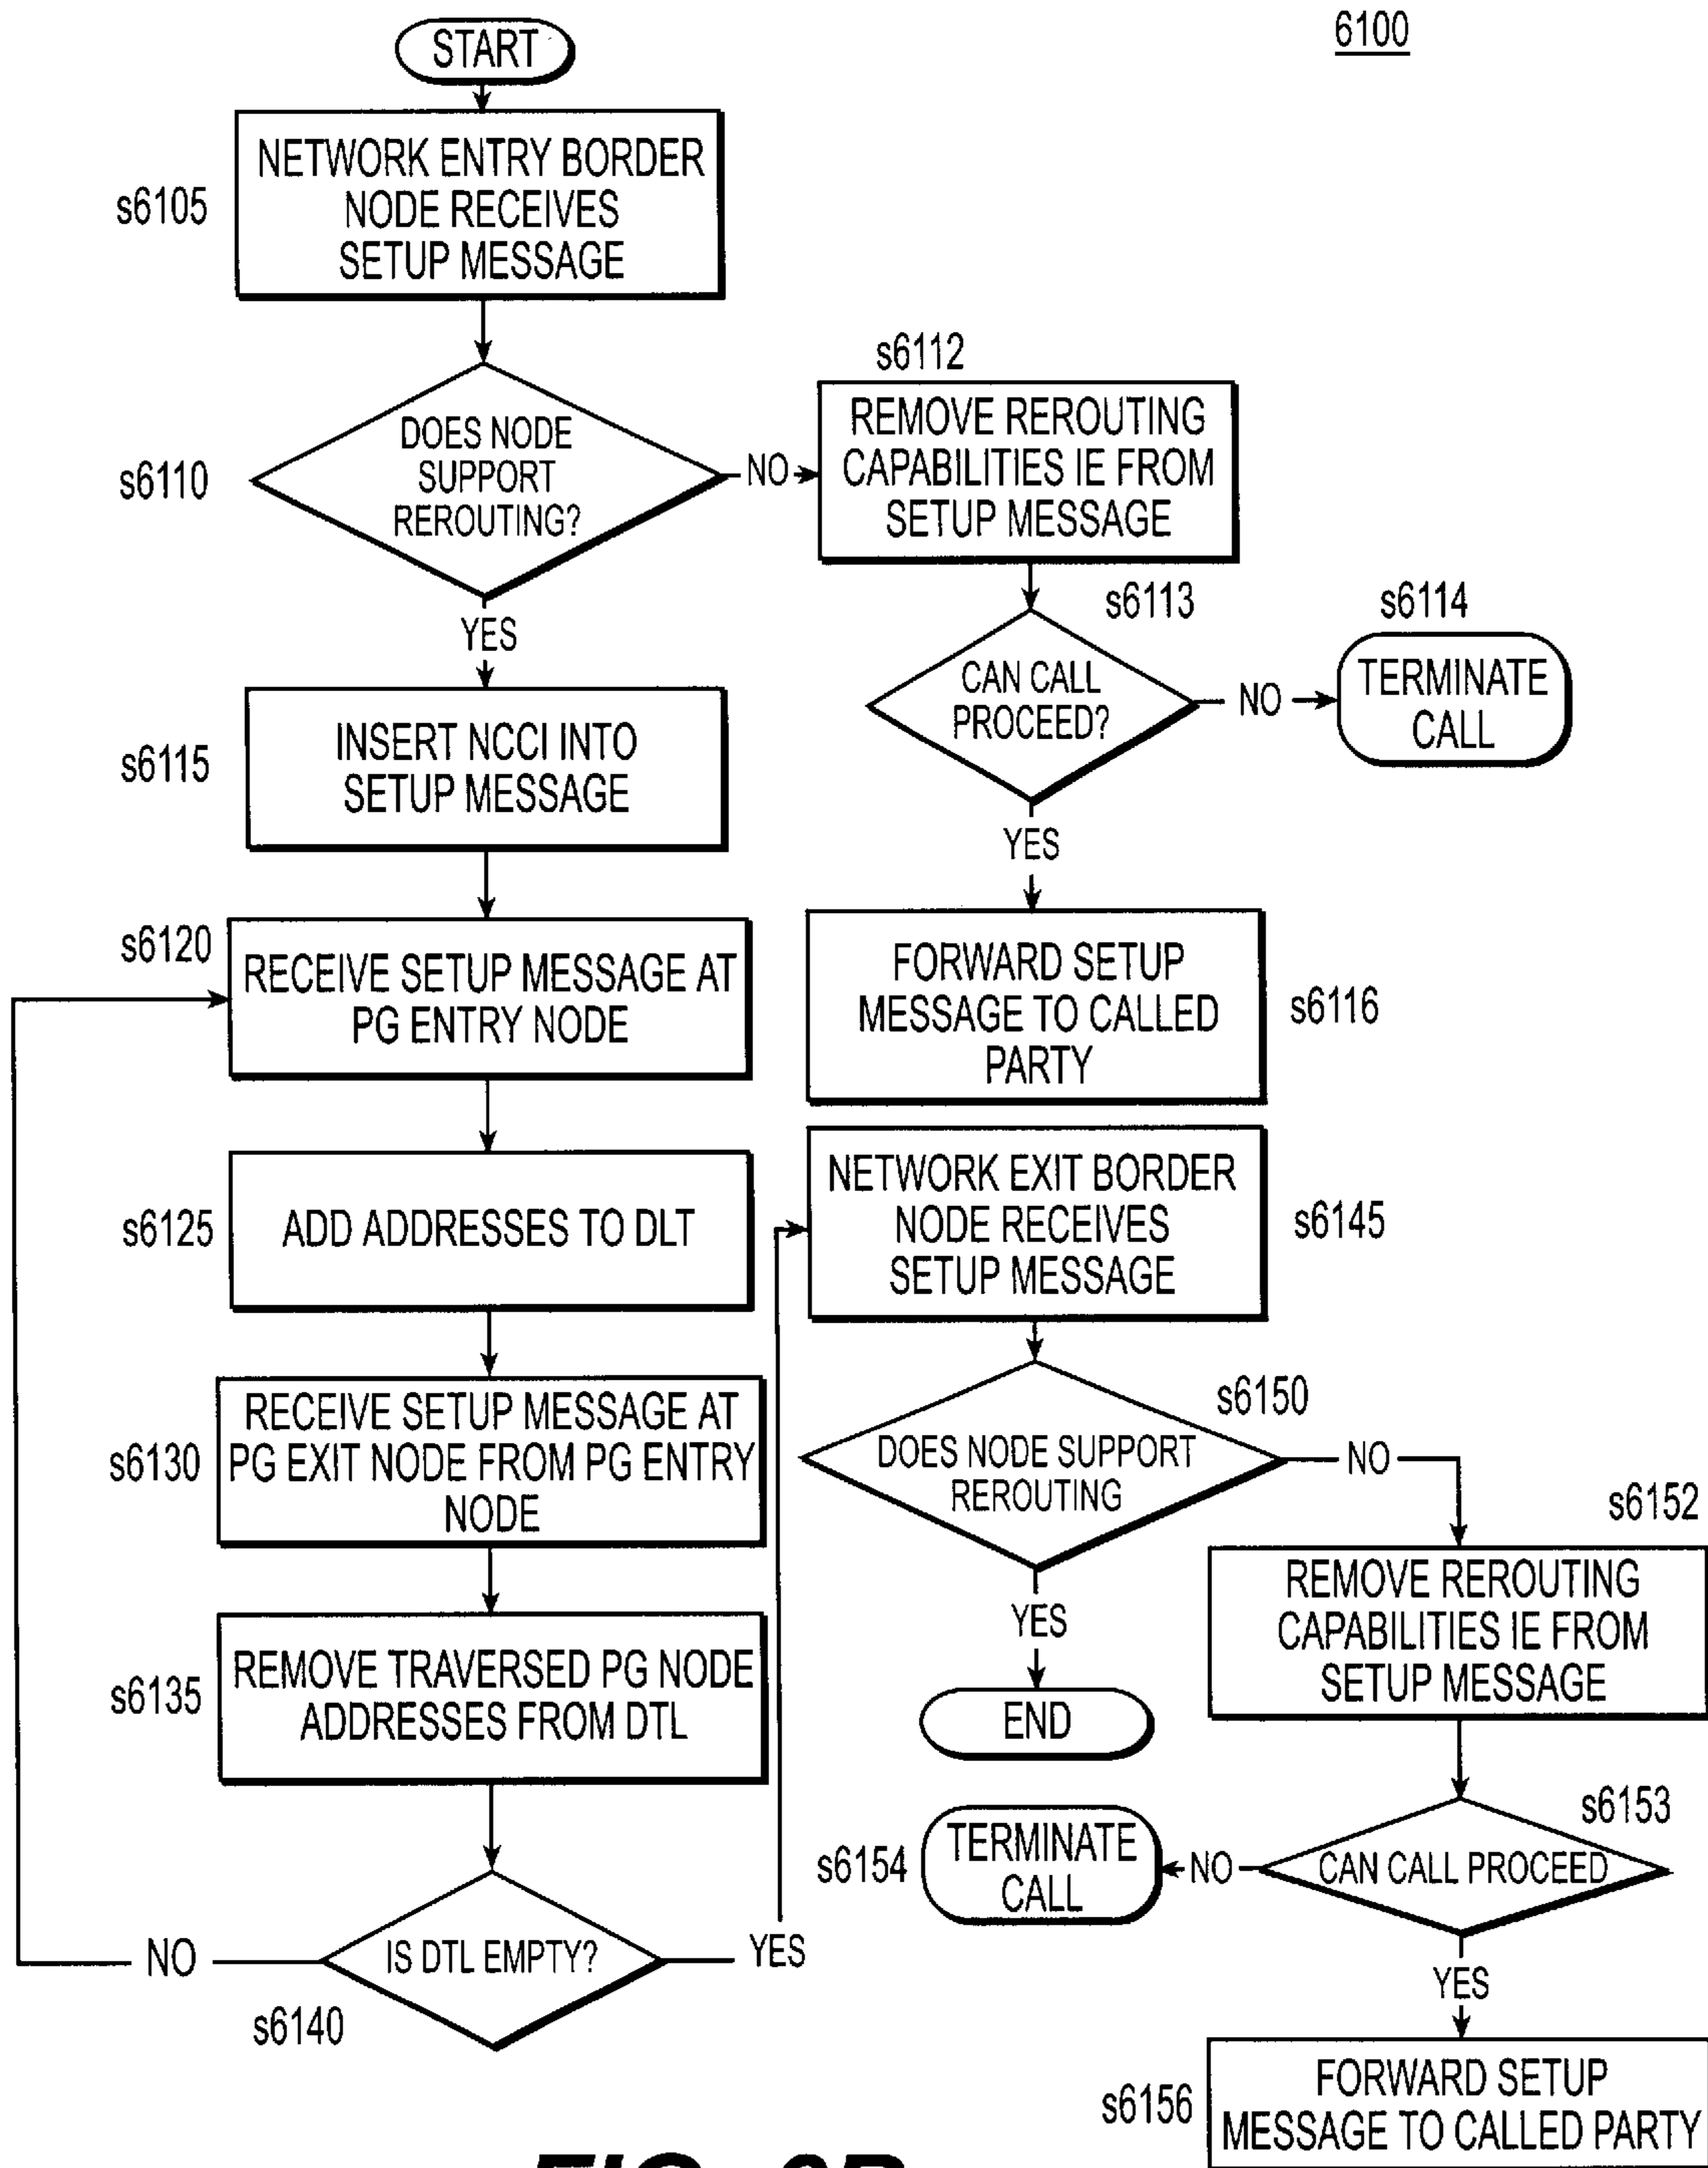 6100
START
s6105
NETWORK ENTRY BORDER
NODE RECEIVES
SETUP MESSAGE
s6110
DOES NODE
SUPPORT
REROUTING?
NO
YES
s6112
REMOVE REROUTING
CAPABILITIES IE FROM
SETUP MESSAGE
s6113
CAN CALL
PROCEED?
NO
s6114
TERMINATE
CALL
YES
s6116
FORWARD SETUP
MESSAGE TO CALLED
PARTY
s6115
INSERT NCCI INTO
SETUP MESSAGE
s6120
RECEIVE SETUP MESSAGE AT
PG ENTRY NODE
s6125
ADD ADDRESSES TO DLT
s6130
RECEIVE SETUP MESSAGE AT
PG EXIT NODE FROM PG ENTRY
NODE
s6135
REMOVE TRAVERSED PG NODE
ADDRESSES FROM DTL
s6140
IS DTL EMPTY?
NO
YES
s6145
NETWORK EXIT BORDER
NODE RECEIVES
SETUP MESSAGE
s6150
DOES NODE SUPPORT
REROUTING
NO
YES
END
s6152
REMOVE REROUTING
CAPABILITIES IE FROM
SETUP MESSAGE
s6153
CAN CALL PROCEED
NO
s6154
TERMINATE
CALL
YES
s6156
FORWARD SETUP
MESSAGE TO CALLED PARTY